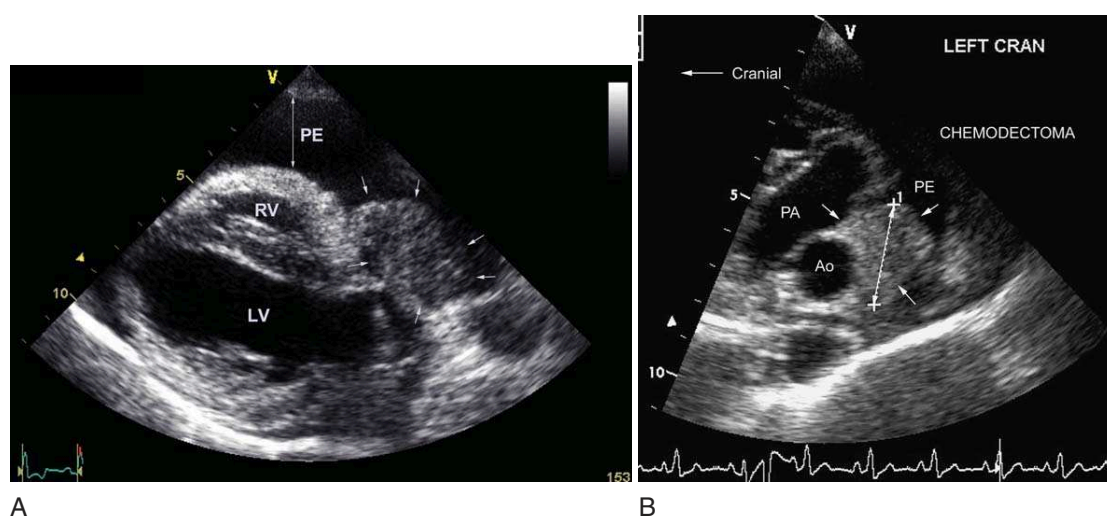 V
PE
5
RV
10
LV
153
A
V
LEFT CRAN
Cranial
CHEMODECTOMA
1
5
PE
PA
Ao
10
B